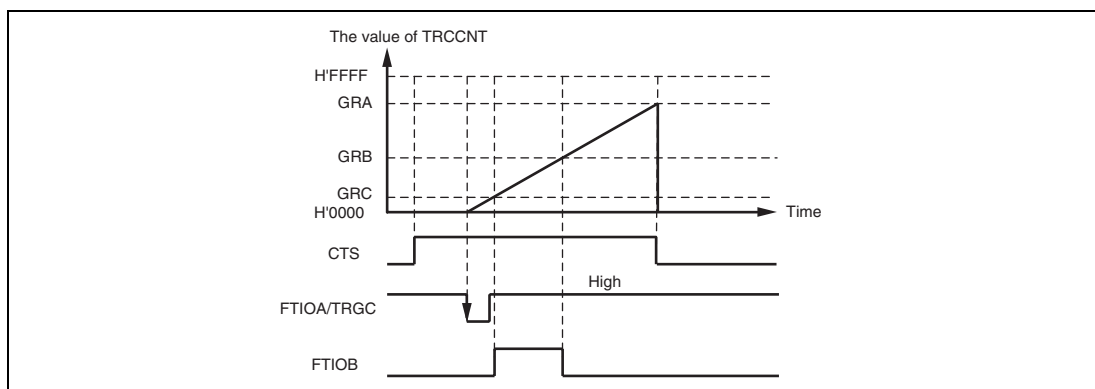 The value of TRCCNT
H'FFFF
GRA
GRB
GRC
H'0000
Time
CTS
High
FTIOA/TRGC
FTIOB